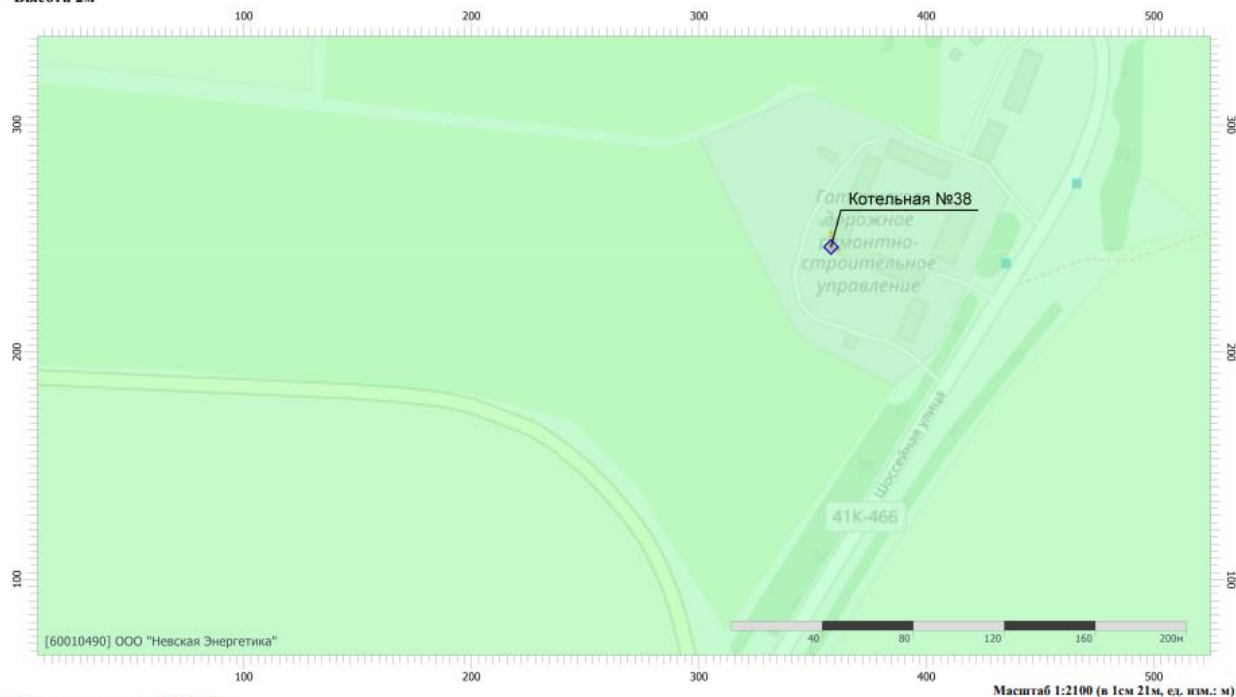 Высота 2м
100 200 300 400 500
300 300
Котельная №38
дорожное
ремонтно-
строительное
управление
200 200
Шоссейная улица
41К-466
100 100
[60010490] ООО "Невская Энергетика"
40 80 120 160 200м
100 200 300 400 500
Масштаб 1:2100 (в 1см 21м, ед. изм.: м)